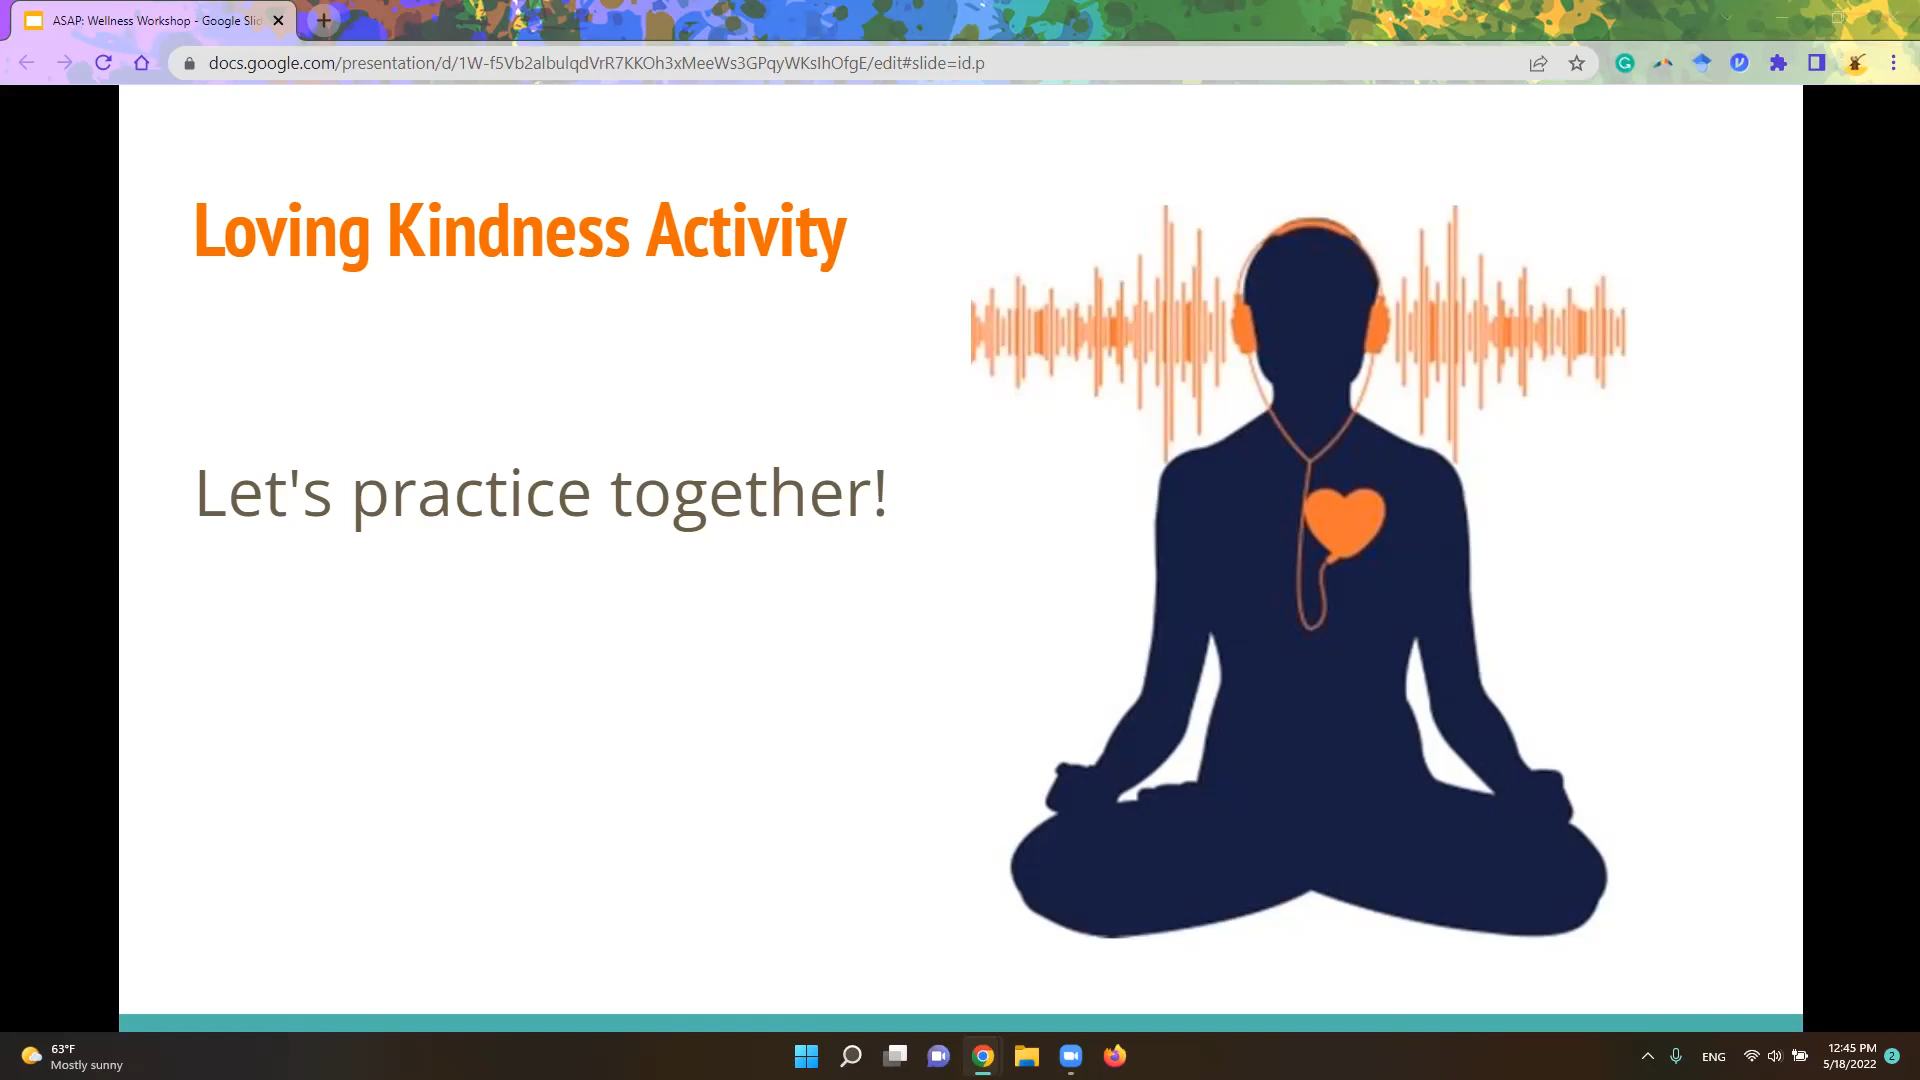 ASAP: Wellness Workshop - Google Slid
docs.google.com/presentation/d/1W-f5Vb2albulqdVrR7KKOh3xMeeWs3GPqyWKsIhOfgE/edit#slide=id.p
Loving Kindness Activity
Let's practice together!
63°F
Mostly sunny
ENG
12:45 PM
5/18/2022
2